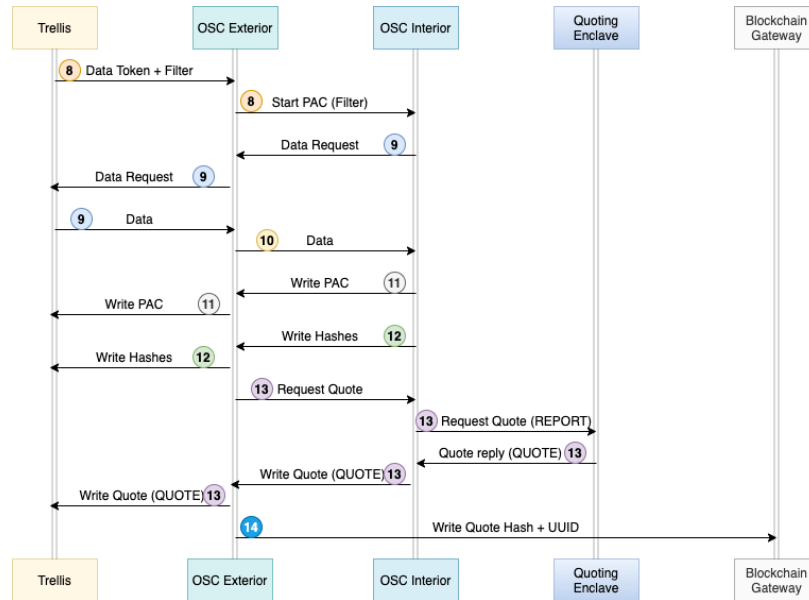 Trellis
OSC Exterior
OSC Interior
Quoting
Enclave
Blockchain
Gateway
8 Data Token + Filter
8 Start PAC (Filter)
Data Request 9
Data Request 9
9 Data
10 Data
Write PAC 11
Write PAC 11
Write Hashes 12
Write Hashes 12
13 Request Quote
13 Request Quote (REPORT)
Quote reply (QUOTE) 13
Write Quote (QUOTE) 13
Write Quote (QUOTE) 13
14 Write Quote Hash + UUID
Trellis
OSC Exterior
OSC Interior
Quoting
Enclave
Blockchain
Gateway